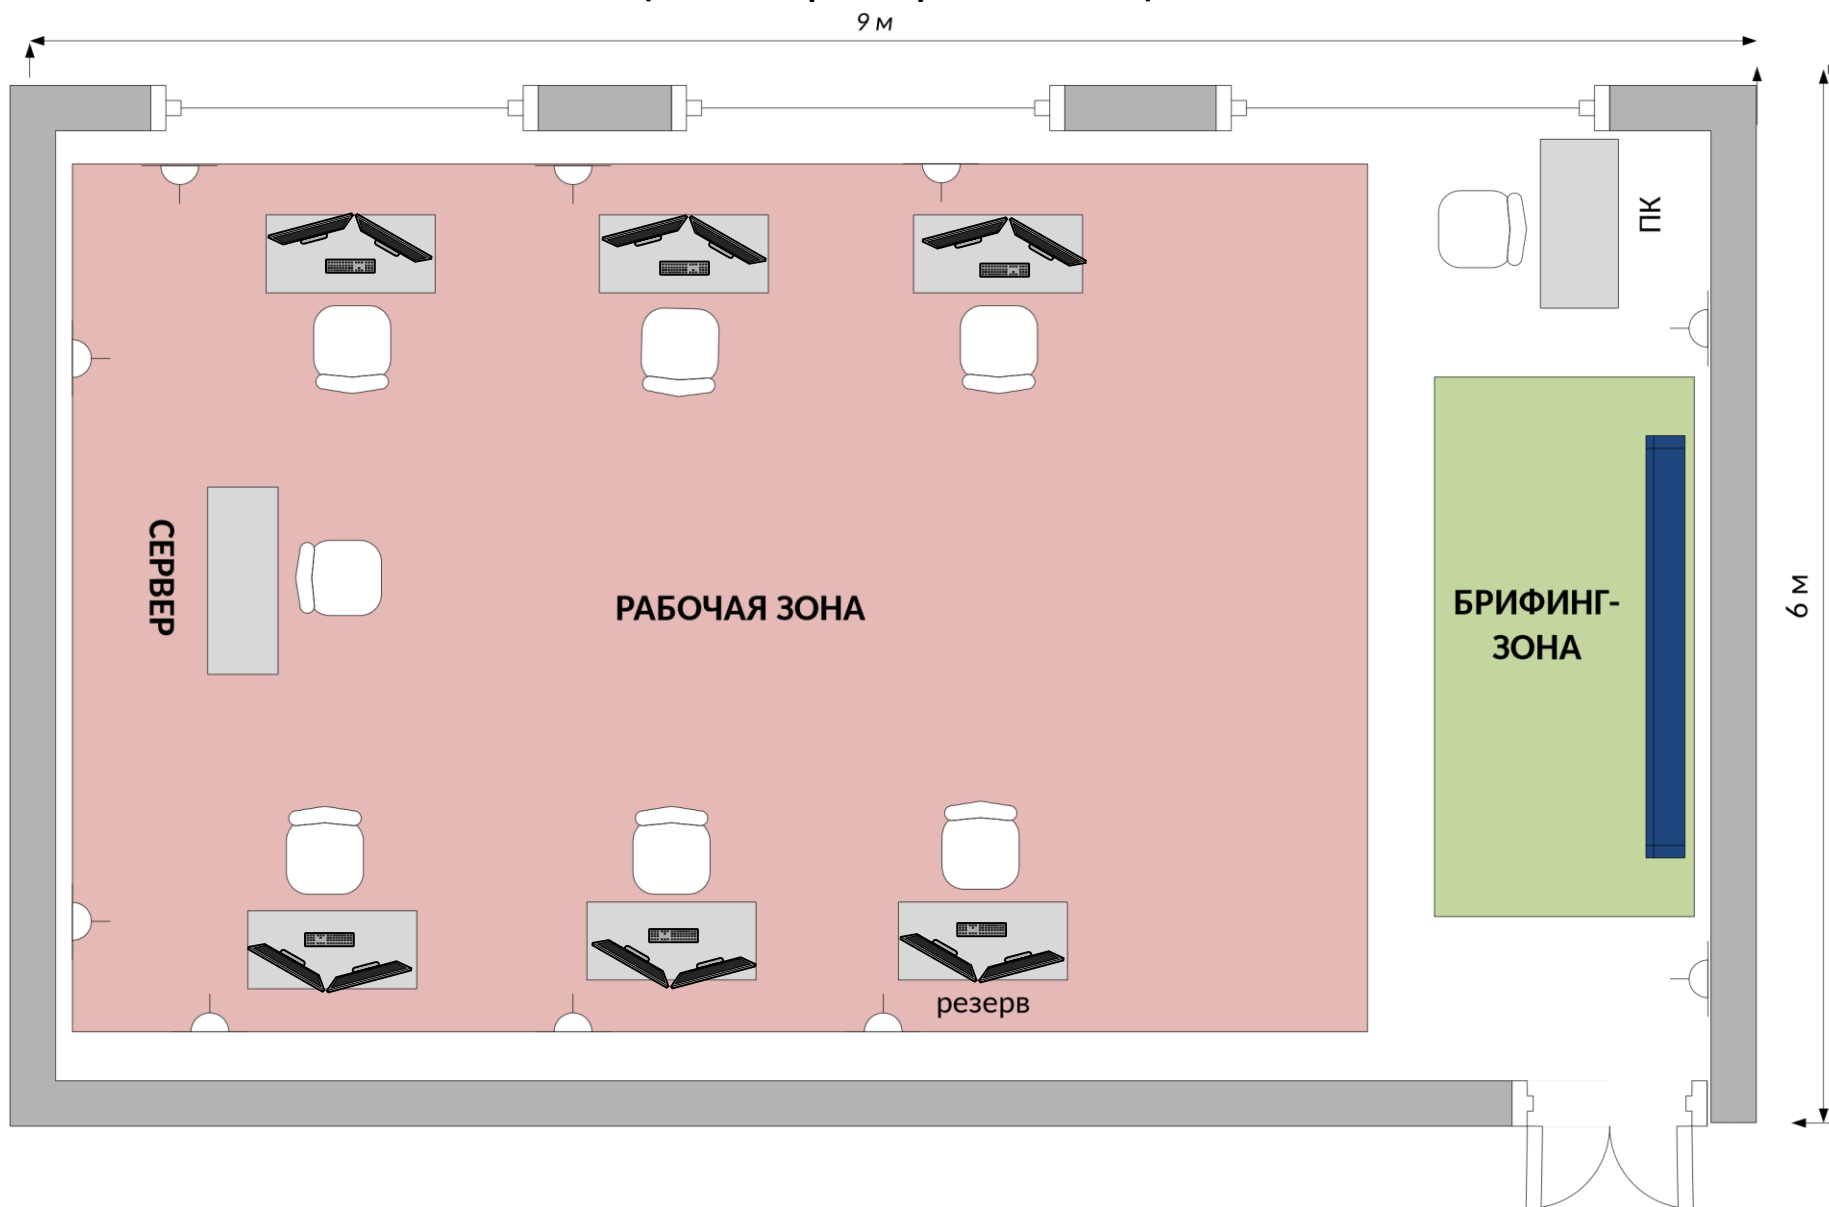 9 м
ПК
СЕРВЕР
РАБОЧАЯ ЗОНА
БРИФИНГ-
ЗОНА
6 м
резерв